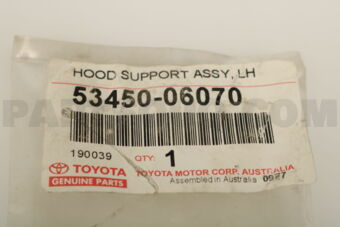 HOOD SUPPORT ASSY, LH
53450-06070
190039 QTY: 1
TOYOTA
GENUINE PARTS
TOYOTA MOTOR CORP. AUSTRALIA
Assembled in Australia